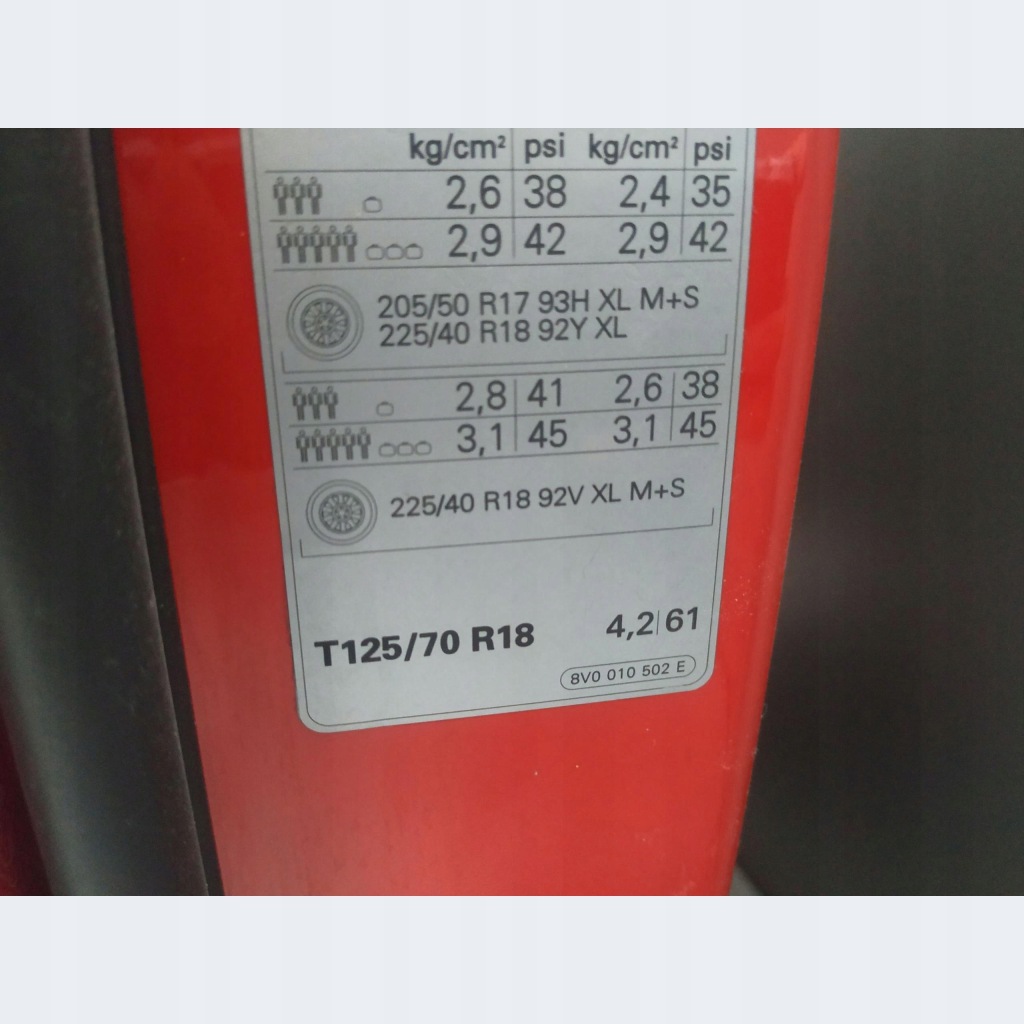 kg/cm² psi kg/cm² psi
2,6 38 2,4 35
2,9 42 2,9 42
205/50 R17 93H XL M+S
225/40 R18 92Y XL
2,8 41 2,6 38
3,1 45 3,1 45
225/40 R18 92V XL M+S
T125/70 R18 4,2 61
8V0 010 502 E